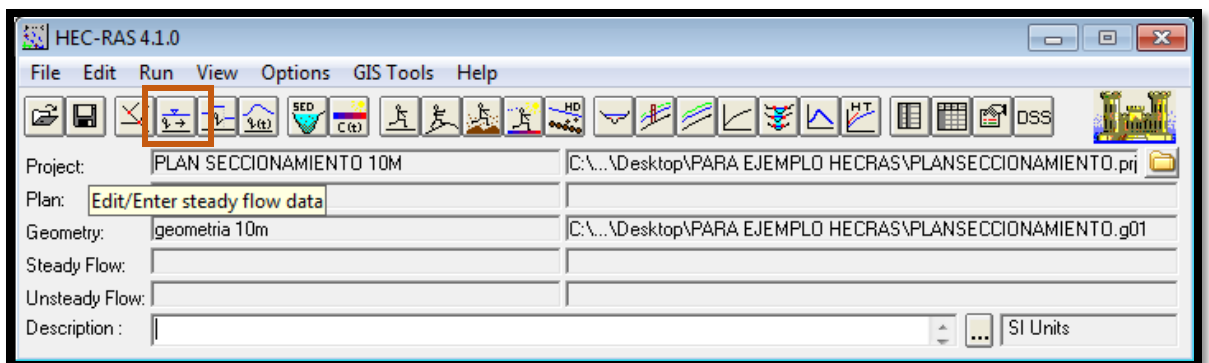 HEC-RAS 4.1.0
File Edit Run View Options GIS Tools Help
SED Q(t) C(t) HD H.T. DSS
Project: PLAN SECCIONAMIENTO 10M C:\...\Desktop\PARA EJEMPLO HECRAS\PLANSECCIONAMIENTO.prj
Plan:
Edit/Enter steady flow data
Geometry: geometria 10m C:\...\Desktop\PARA EJEMPLO HECRAS\PLANSECCIONAMIENTO.g01
Steady Flow:
Unsteady Flow:
Description : ... SI Units